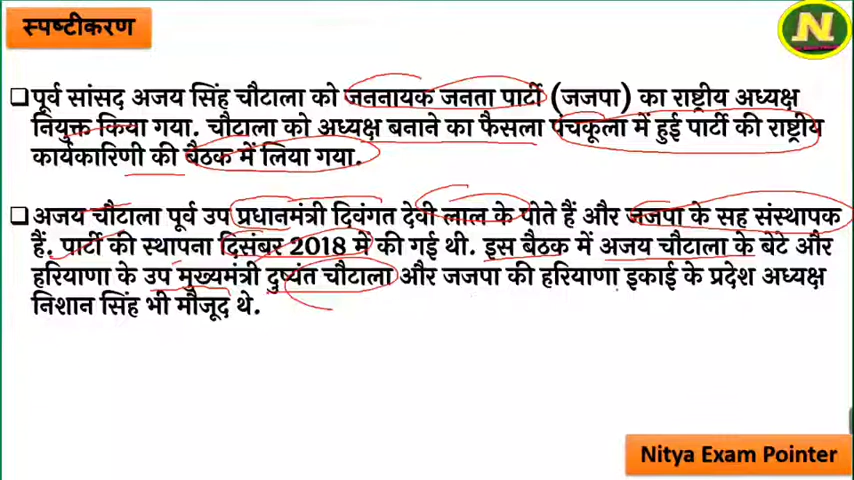 स्पष्टीकरण
N
❑पूर्व सांसद अजय सिंह चौटाला को जननायक जनता पार्टी (जजपा) का राष्ट्रीय अध्यक्ष
नियुक्त किया गया. चौटाला को अध्यक्ष बनाने का फैसला पंचकूला में हुई पार्टी की राष्ट्रीय
कार्यकारिणी की बैठक में लिया गया.
❑अजय चौटाला पूर्व उप प्रधानमंत्री दिवंगत देवी लाल के पोते हैं और जजपा के सह संस्थापक
हैं. पार्टी की स्थापना दिसंबर 2018 में की गई थी. इस बैठक में अजय चौटाला के बेटे और
हरियाणा के उप मुख्यमंत्री दुष्यंत चौटाला और जजपा की हरियाणा इकाई के प्रदेश अध्यक्ष
निशान सिंह भी मौजूद थे.
Nitya Exam Pointer